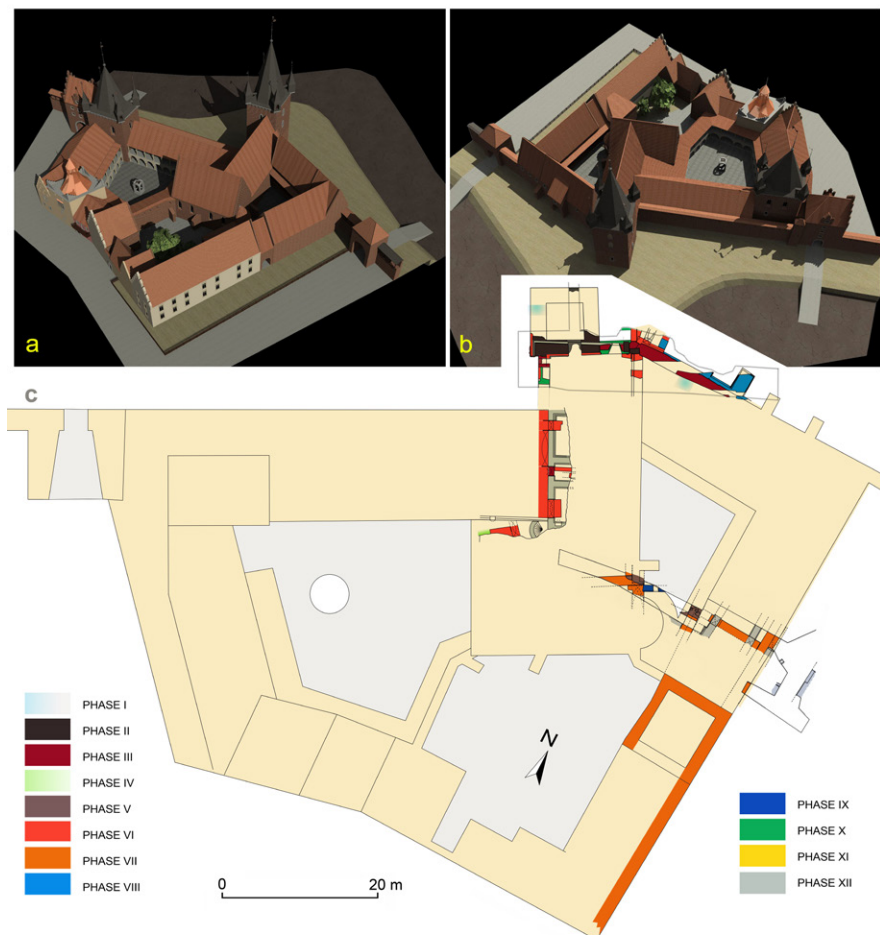 a
b
c
N
PHASE I
PHASE II
PHASE III
PHASE IV
PHASE V
PHASE VI
PHASE VII
PHASE VIII
0 20 m
PHASE IX
PHASE X
PHASE XI
PHASE XII